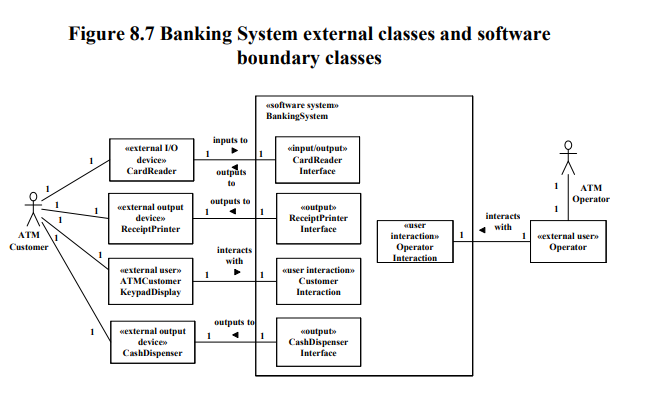 Figure 8.7 Banking System external classes and software
boundary classes
«software system»
BankingSystem
«external I/O
device»
CardReader
inputs to
1
1
outputs
to
«input/output»
CardReader
Interface
1
1
«external output
device»
ReceiptPrinter
outputs to
1
1
«output»
ReceiptPrinter
Interface
1
1
1
1
ATM
Customer
«external user»
ATMCustomer
KeypadDisplay
interacts
with
1
1
«user interaction»
Customer
Interaction
1
1
«external output
device»
CashDispenser
outputs to
1
1
«output»
CashDispenser
Interface
«user
interaction»
Operator
Interaction
1
interacts
with
1
«external user»
Operator
1
1
ATM
Operator